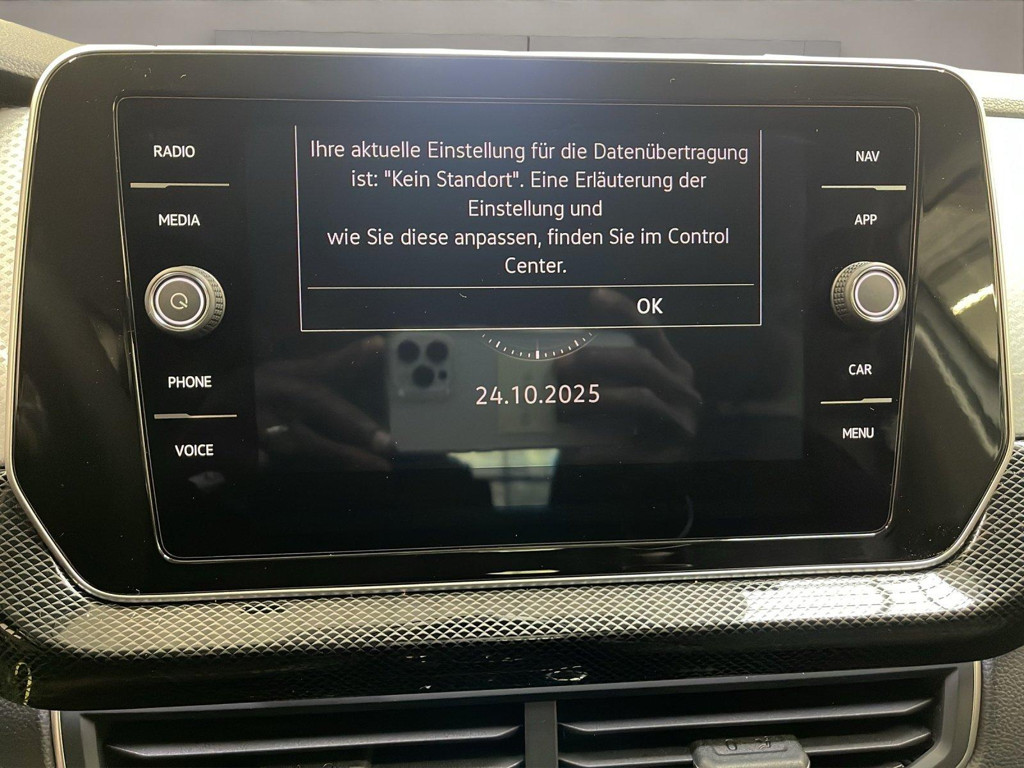 RADIO
MEDIA
PHONE
VOICE
Ihre aktuelle Einstellung für die Datenübertragung
ist: "Kein Standort". Eine Erläuterung der
Einstellung und
wie Sie diese anpassen, finden Sie im Control
Center.
OK
24.10.2025
NAV
APP
CAR
MENU